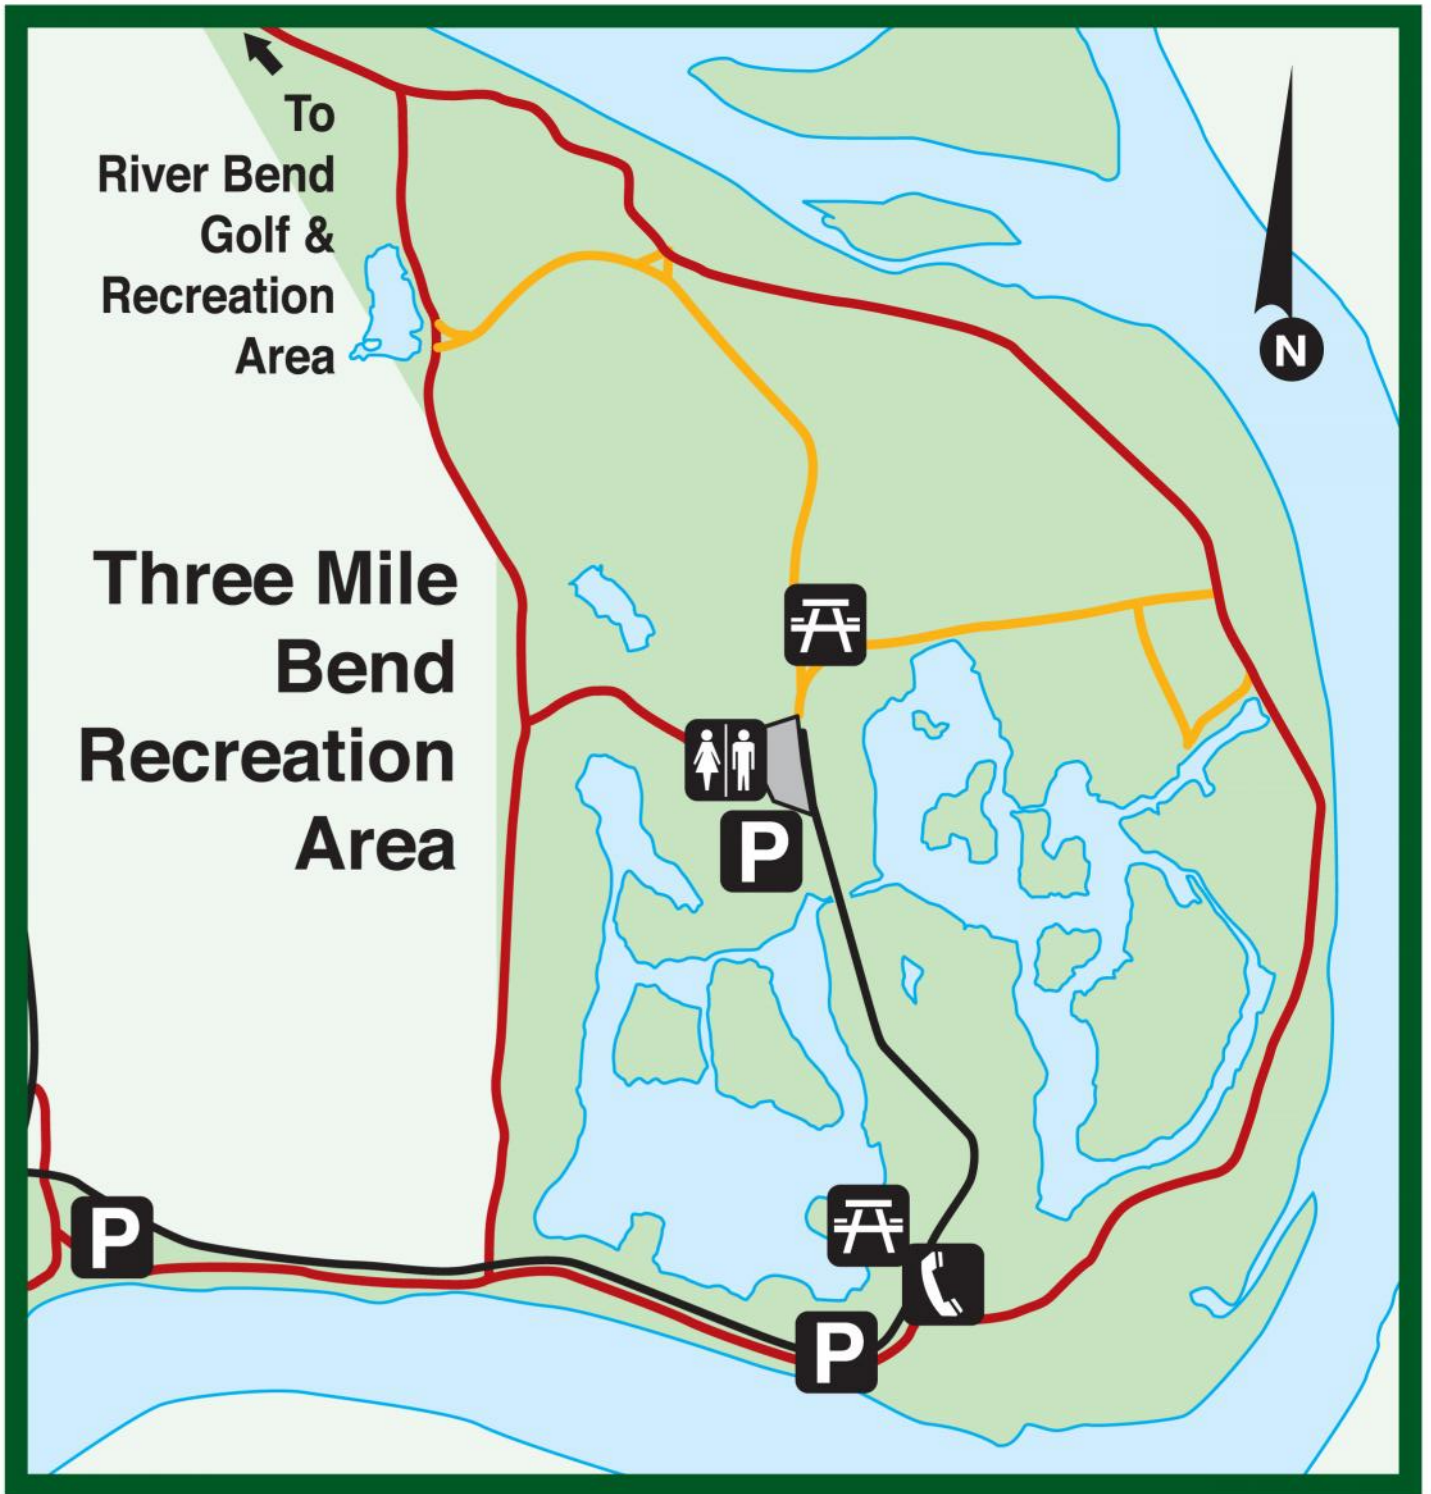 To
River Bend
Golf &
Recreation
Area
N
Three Mile
Bend
Recreation
Area
P
P
P